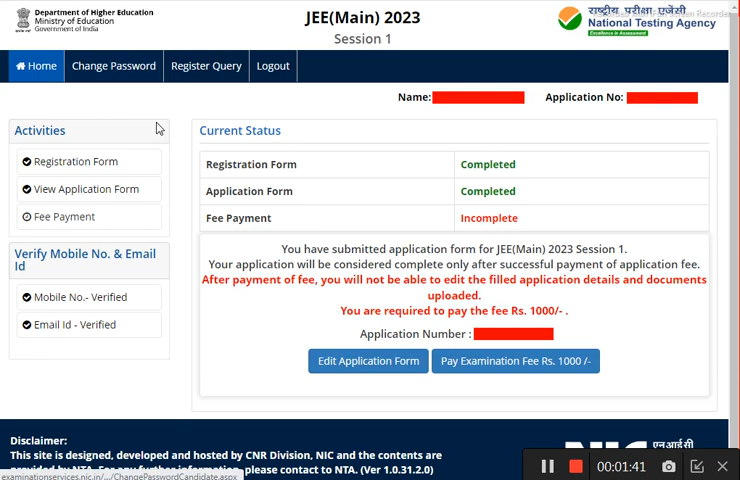 Department of Higher Education
Ministry of Education
Government of India
JEE(Main) 2023
Session 1
राष्ट्रीय परीक्षा एजेंसी
National Testing Agency
Excellence in Assessment
Home Change Password Register Query Logout
Name: Application No:
Activities
Registration Form
View Application Form
Fee Payment
Verify Mobile No. & Email
Id
Mobile No.- Verified
Email Id - Verified
Current Status
Registration Form Completed
Application Form Completed
Fee Payment Incomplete
You have submitted application form for JEE(Main) 2023 Session 1.
Your application will be considered complete only after successful payment of application fee.
After payment of fee, you will not be able to edit the filled application details and documents
uploaded.
You are required to pay the fee Rs. 1000/- .
Application Number :
Edit Application Form Pay Examination Fee Rs. 1000 /-
Disclaimer:
This site is designed, developed and hosted by CNR Division, NIC and the contents are
please contact to NTA. (Ver 1.0.31.2.0)
examinationservices.nic.in/.../ChangePasswordCandidate.aspx
NIC एनआईसी
00:01:41